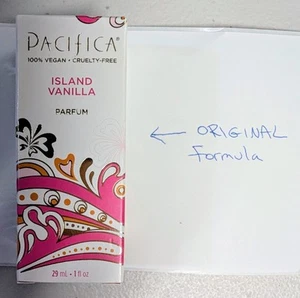 PACIFICA®
100% VEGAN • CRUELTY-FREE
ISLAND
VANILLA
PARFUM
29 mL • 1 fl oz
← ORIGINAL
formula